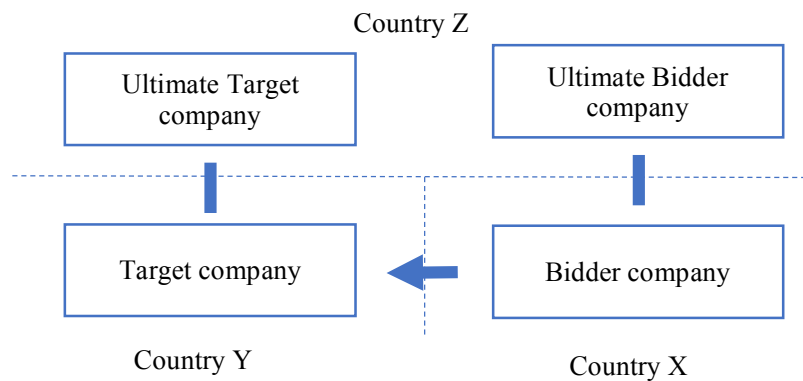 Country Z
Ultimate Target
company
Ultimate Bidder
company
Target company
Bidder company
Country Y
Country X